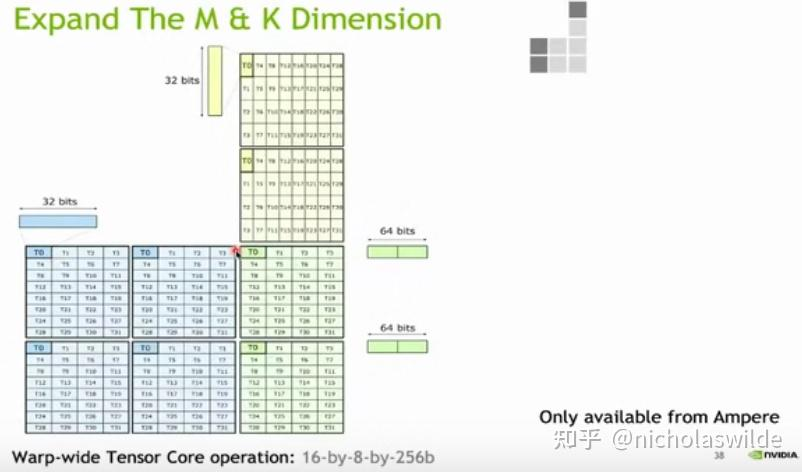 Expand The M & K Dimension
32 bits
T0 T4 T8 T12 T16 T20 T24 T28
T1 T5 T9 T13 T17 T21 T25 T29
T2 T6 T10 T14 T18 T22 T26 T30
T3 T7 T11 T15 T19 T23 T27 T31
T0 T4 T8 T12 T16 T20 T24 T28
T1 T5 T9 T13 T17 T21 T25 T29
T2 T6 T10 T14 T18 T22 T26 T30
T3 T7 T11 T15 T19 T23 T27 T31
32 bits
64 bits
T0 T1 T2 T3 T0 T1 T2 T3 T0 T1 T2 T3
T4 T5 T6 T7 T4 T5 T6 T7 T4 T5 T6 T7
T8 T9 T10 T11 T8 T9 T10 T11 T8 T9 T10 T11
T12 T13 T14 T15 T12 T13 T14 T15 T12 T13 T14 T15
T16 T17 T18 T19 T16 T17 T18 T19 T16 T17 T18 T19
T20 T21 T22 T23 T20 T21 T22 T23 T20 T21 T22 T23
T24 T25 T26 T27 T24 T25 T26 T27 T24 T25 T26 T27
T28 T29 T30 T31 T28 T29 T30 T31 T28 T29 T30 T31
64 bits
T0 T1 T2 T3 T0 T1 T2 T3 T0 T1 T2 T3
T4 T5 T6 T7 T4 T5 T6 T7 T4 T5 T6 T7
T8 T9 T10 T11 T8 T9 T10 T11 T8 T9 T10 T11
T12 T13 T14 T15 T12 T13 T14 T15 T12 T13 T14 T15
T16 T17 T18 T19 T16 T17 T18 T19 T16 T17 T18 T19
T20 T21 T22 T23 T20 T21 T22 T23 T20 T21 T22 T23
T24 T25 T26 T27 T24 T25 T26 T27 T24 T25 T26 T27
T28 T29 T30 T31 T28 T29 T30 T31 T28 T29 T30 T31
Only available from Ampere
知乎 @nicholaswilde
Warp-wide Tensor Core operation: 16-by-8-by-256b
38 NVIDIA